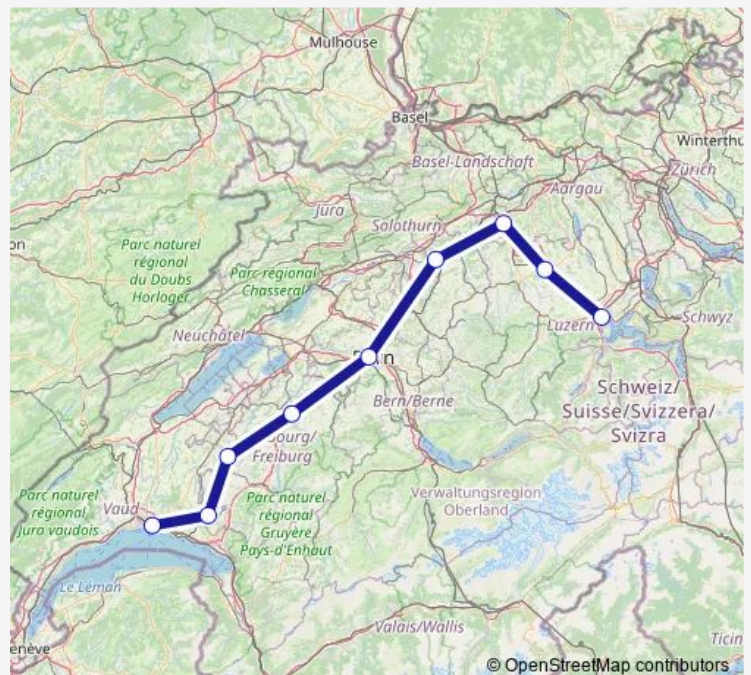 Mulhouse
Basel
Winterthu
Basel-Landschaft
Zürich
Aargau
Jura
Solothurn
on
Parc naturel
régional
du Doubs
Horloger
Parc régional
Chasseral
Neuchâtel
Luzern
Schwyz
Schweiz/
Suisse/Svizzera/
Svizra
Bern/Berne
bourg/
Freiburg
Parc naturel
régional
Jura vaudois
Vaud
Parc naturel
régional
Gruyère
Pays-d'Enhaut
Verwaltungsregion
Oberland
Le Léman
enève
Valais/Wallis
Ticin
© OpenStreetMap contributors